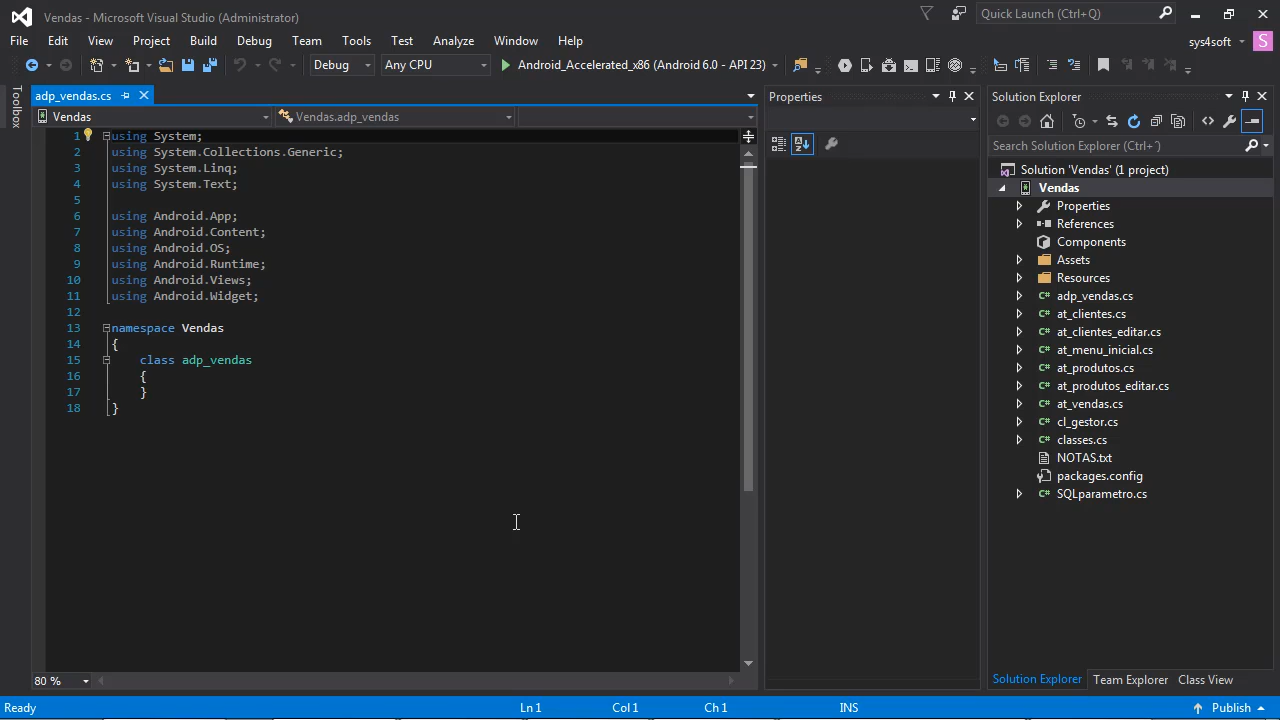 Vendas - Microsoft Visual Studio (Administrator)
Quick Launch (Ctrl+Q)
File Edit View Project Build Debug Team Tools Test Analyze Window Help
sys4soft S
Debug Any CPU Android_Accelerated_x86 (Android 6.0 - API 23)
Toolbox
adp_vendas.cs
Vendas Vendas.adp_vendas
1 using System;
2 using System.Collections.Generic;
3 using System.Linq;
4 using System.Text;
5
6 using Android.App;
7 using Android.Content;
8 using Android.OS;
9 using Android.Runtime;
10 using Android.Views;
11 using Android.Widget;
12
13 namespace Vendas
14 {
15 class adp_vendas
16 {
17 }
18 }
80 %
Properties
Solution Explorer
Search Solution Explorer (Ctrl+´)
Solution 'Vendas' (1 project)
Vendas
Properties
References
Components
Assets
Resources
C# adp_vendas.cs
C# at_clientes.cs
C# at_clientes_editar.cs
C# at_menu_inicial.cs
C# at_produtos.cs
C# at_produtos_editar.cs
C# at_vendas.cs
C# cl_gestor.cs
C# classes.cs
NOTAS.txt
packages.config
C# SQLparametro.cs
Solution Explorer Team Explorer Class View
Ready Ln 1 Col 1 Ch 1 INS Publish